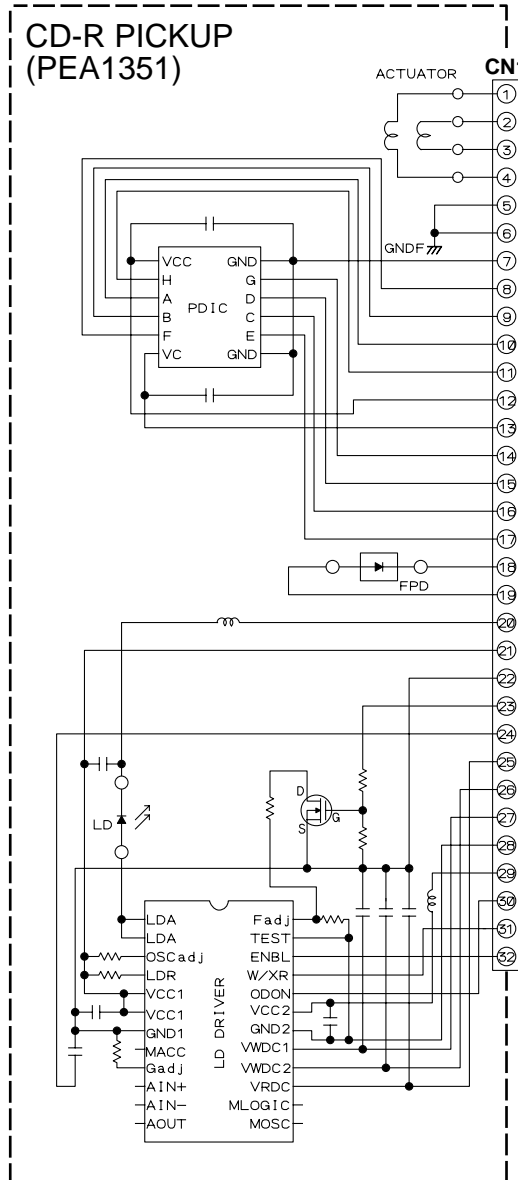 CD-R PICKUP
(PEA1351)
ACTUATOR
CN1
1
2
3
4
5
6
GNDF
7
8
9
10
11
12
13
14
15
16
17
18
19
20
21
22
23
24
25
26
27
28
29
30
31
32
VCC GND
H G
A D
PDIC
B C
F E
VC GND
FPD
D
G
S
LD
LDA Fadj
LDA TEST
OSCadj ENBL
LDR W/XR
VCC1 ODON
VCC1 VCC2
GND1 GND2
MACC VWDC1
Gadj VWDC2
AIN+ VRDC
AIN- MLOGIC
AOUT MOSC
LD DRIVER